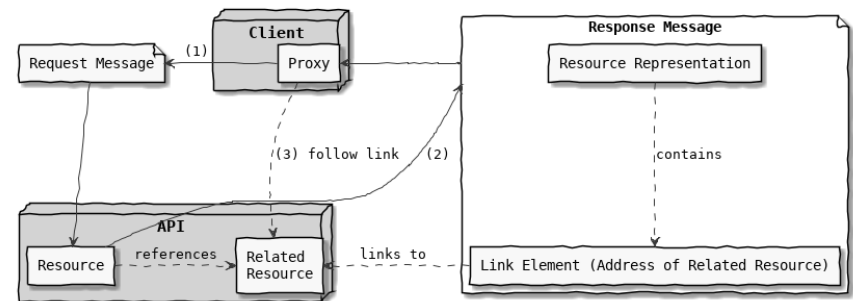 Client
Response Message
(1)
Request Message
Proxy
Resource Representation
(3) follow link
(2)
contains
API
references
Related
Resource
links to
Resource
Link Element (Address of Related Resource)